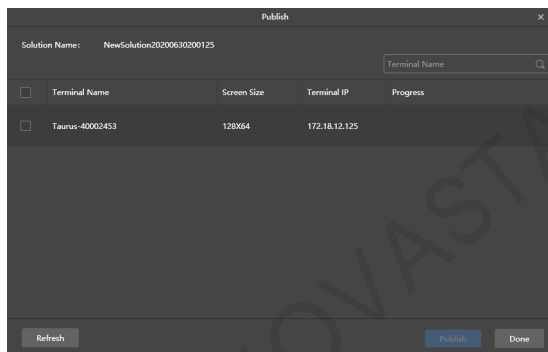 Publish
Solution Name: NewSolution20200630200125
Terminal Name
Terminal Name Screen Size Terminal IP Progress
Taurus-40002453 128X64 172.18.12.125
Refresh Publish Done